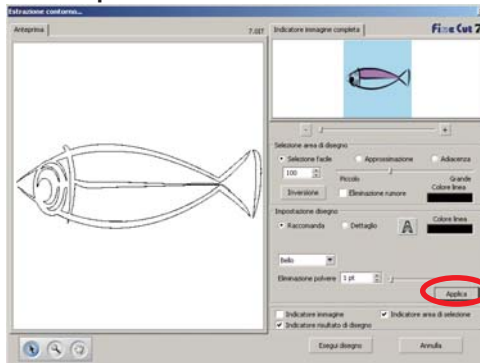 Estrazione contorno...
Anteprima
Indicatore immagine completa
Fine Cut 7
Selezione area di disegno
Selezione facile
Approssimazione
Adiacenza
100
Piccolo
Grande
Inversione
Eliminazione rumore
Colore linea
Impostazione disegno
Raccomanda
Dettaglio
A
Colore linea
Bello
Eliminazione polvere
1 pt
Applica
Indicatore immagine
Indicatore area di selezione
Indicatore risultato di disegno
Esegui disegno
Annulla